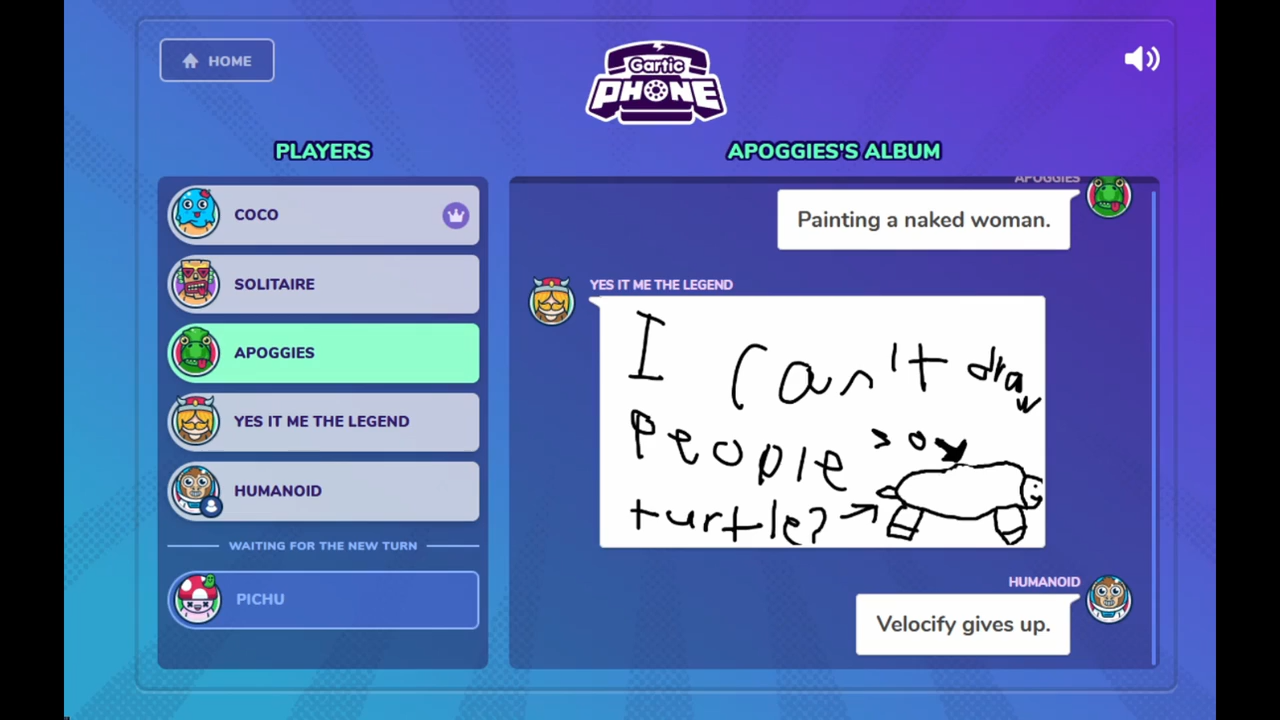 HOME
Gartic
PHONE
PLAYERS
COCO
SOLITAIRE
APOGGIES
YES IT ME THE LEGEND
HUMANOID
WAITING FOR THE NEW TURN
PICHU
APOGGIES'S ALBUM
APOGGIES
Painting a naked woman.
YES IT ME THE LEGEND
I can't draw
People so
turtle?
HUMANOID
Velocify gives up.